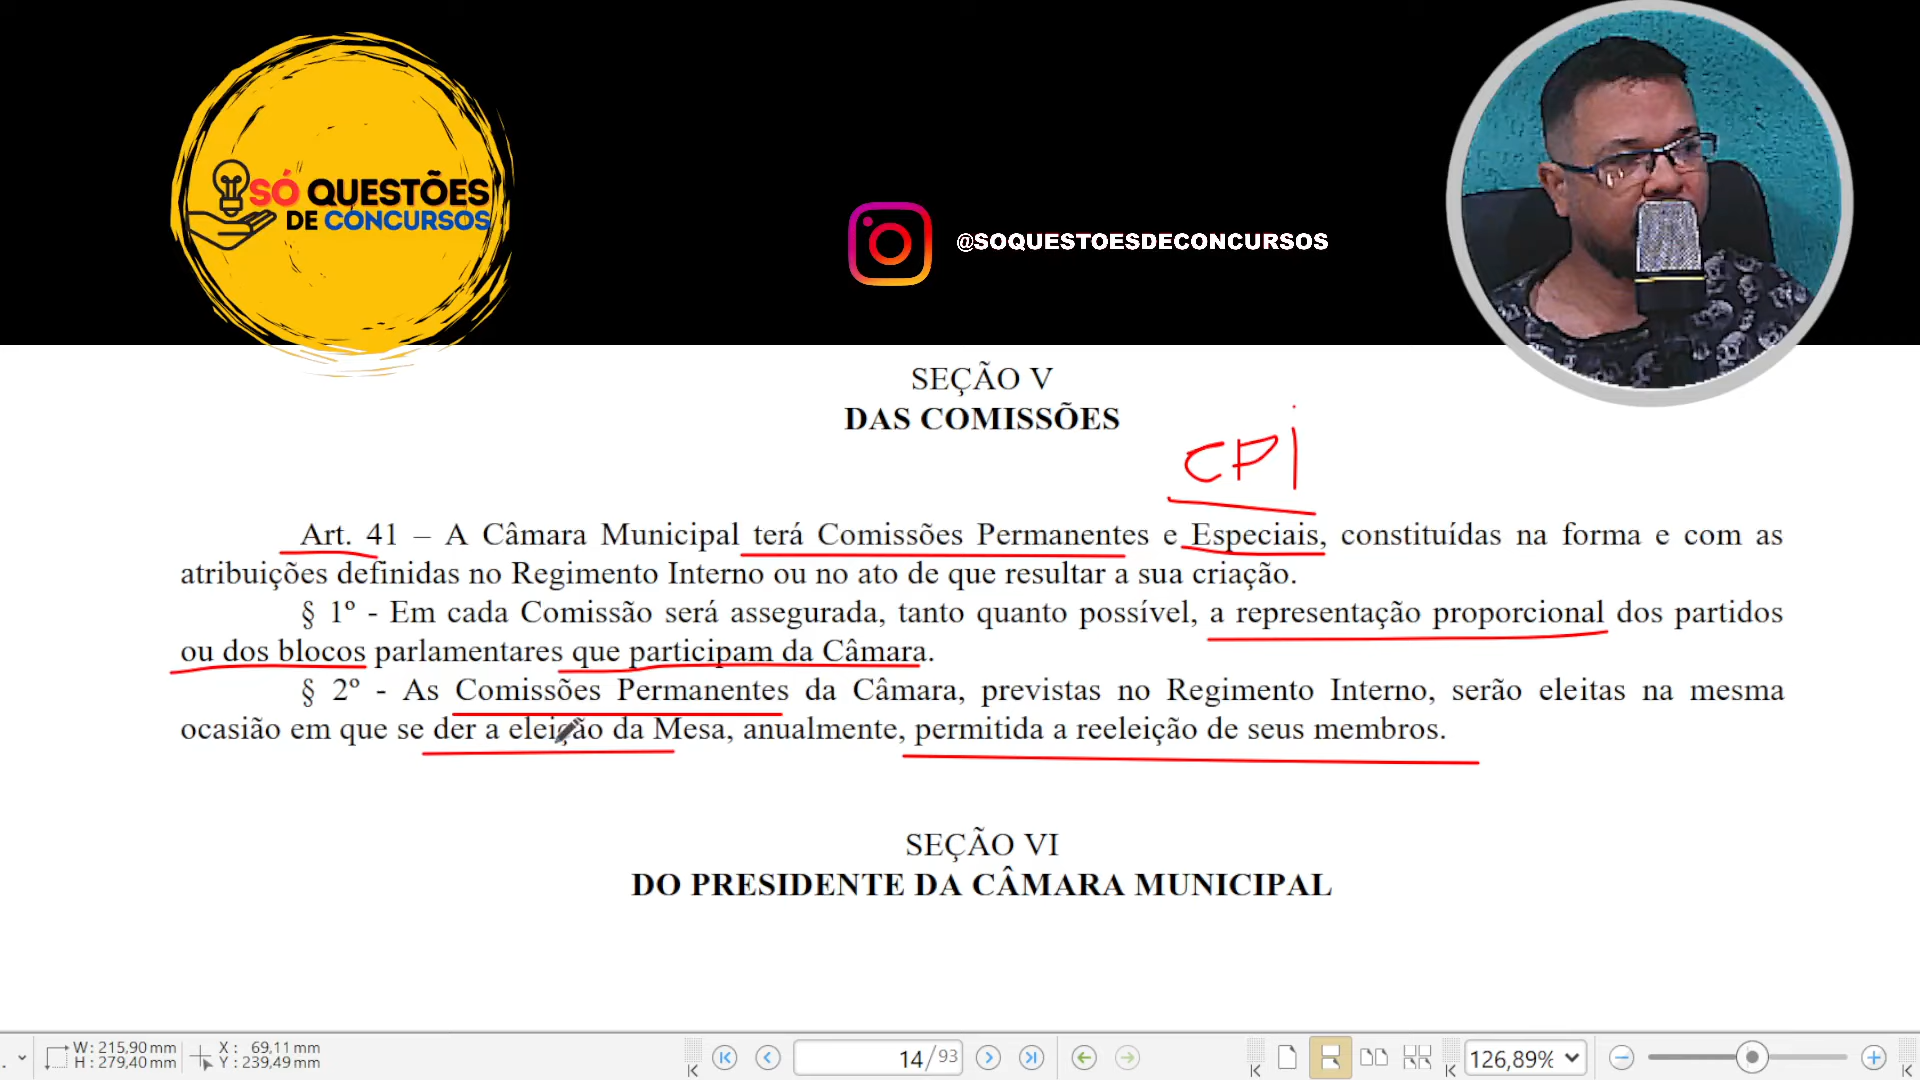 SÓ QUESTÕES
DE CONCURSOS
@SOQUESTOESDECONCURSOS
SEÇÃO V
DAS COMISSÕES
CPI
Art. 41 – A Câmara Municipal terá Comissões Permanentes e Especiais, constituídas na forma e com as
atribuições definidas no Regimento Interno ou no ato de que resultar a sua criação.
§ 1º - Em cada Comissão será assegurada, tanto quanto possível, a representação proporcional dos partidos
ou dos blocos parlamentares que participam da Câmara.
§ 2º - As Comissões Permanentes da Câmara, previstas no Regimento Interno, serão eleitas na mesma
ocasião em que se der a eleição da Mesa, anualmente, permitida a reeleição de seus membros.
SEÇÃO VI
DO PRESIDENTE DA CÂMARA MUNICIPAL
W: 215,90 mm
H: 279,40 mm
X: 69,11 mm
Y: 239,49 mm
14/93
126,89%